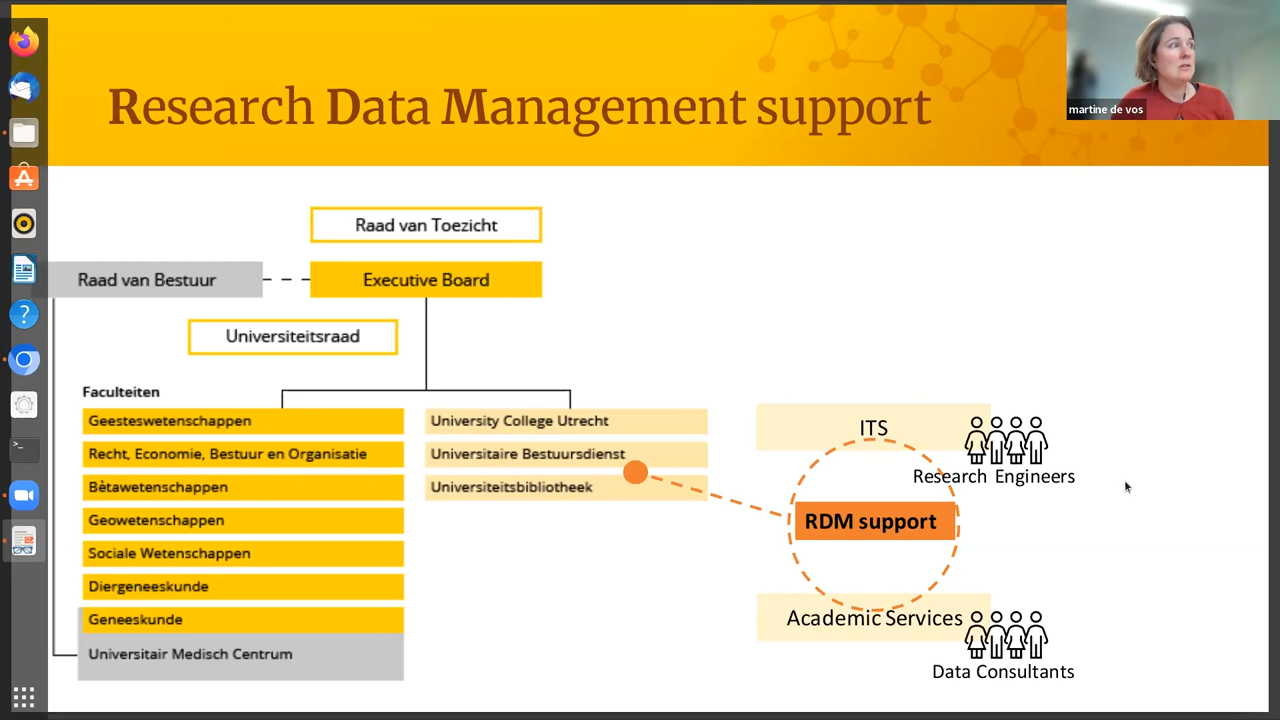 Research Data Management support
martine de vos
Raad van Toezicht
Raad van Bestuur
Executive Board
Universiteitsraad
Faculteiten
Geesteswetenschappen
Recht, Economie, Bestuur en Organisatie
Bètawetenschappen
Geowetenschappen
Sociale Wetenschappen
Diergeneeskunde
Geneeskunde
Universitair Medisch Centrum
University College Utrecht
Universitaire Bestuursdienst
Universiteitsbibliotheek
ITS
Research Engineers
RDM support
Academic Services
Data Consultants